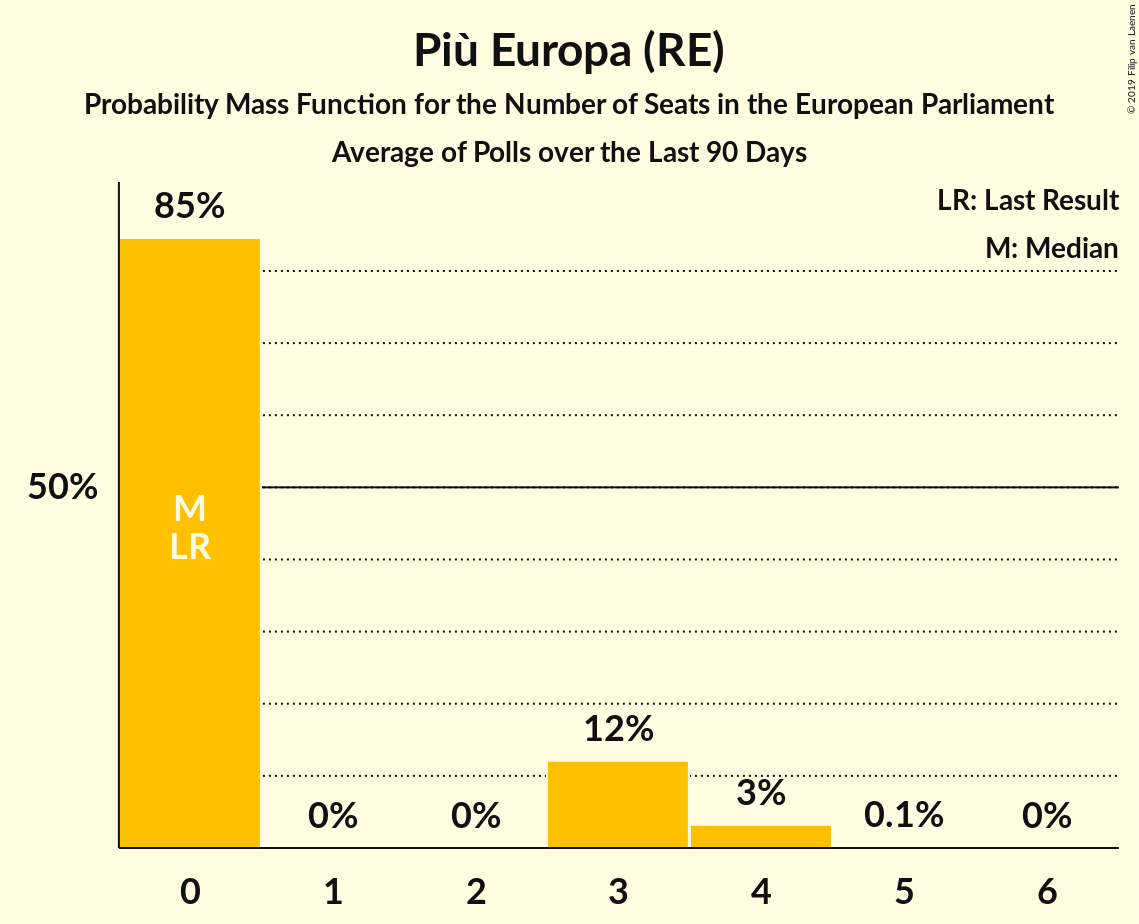 Più Europa (RE)
Probability Mass Function for the Number of Seats in the European Parliament
Average of Polls over the Last 90 Days
© 2019 Filip van Laenen
LR: Last Result
M: Median
85%
50%
M
LR
0%
0%
12%
3%
0.1%
0%
0
1
2
3
4
5
6